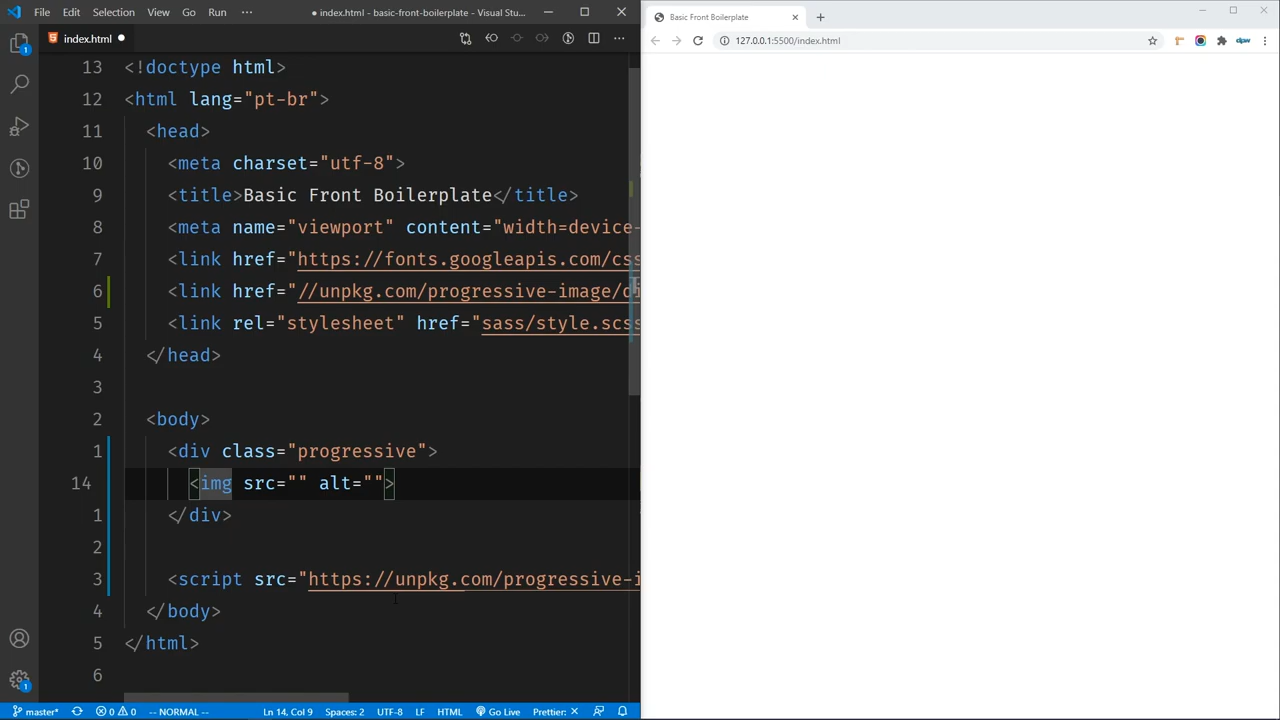 File Edit Selection View Go Run ··· ● index.html - basic-front-boilerplate - Visual Stu...
Basic Front Boilerplate
index.html ●
127.0.0.1:5500/index.html
dpw
13 <!doctype html>
12 <html lang="pt-br">
11 <head>
10 <meta charset="utf-8">
9 <title>Basic Front Boilerplate</title>
8 <meta name="viewport" content="width=device-
7 <link href="https://fonts.googleapis.com/css
6 <link href="//unpkg.com/progressive-image/di
5 <link rel="stylesheet" href="sass/style.scss
4 </head>
3
2 <body>
1 <div class="progressive">
14 <img src="" alt="">
1 </div>
2
3 <script src="https://unpkg.com/progressive-i
4 </body>
5 </html>
6
1
1
master* 0 0 -- NORMAL -- Ln 14, Col 9 Spaces: 2 UTF-8 LF HTML Go Live Prettier: ×